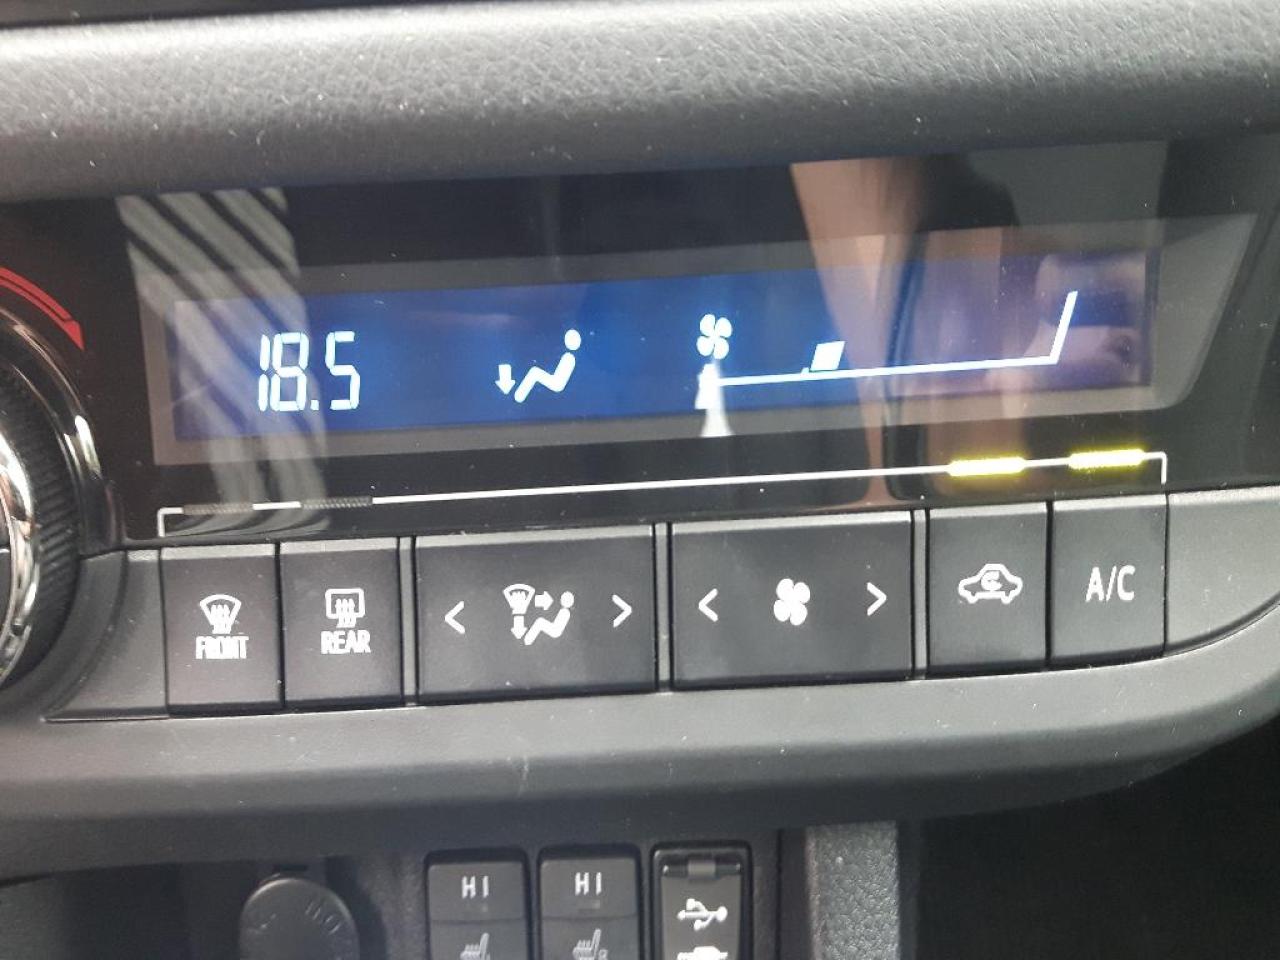 18.5
FRONT
REAR
< >
< >
A/C
HI
HI